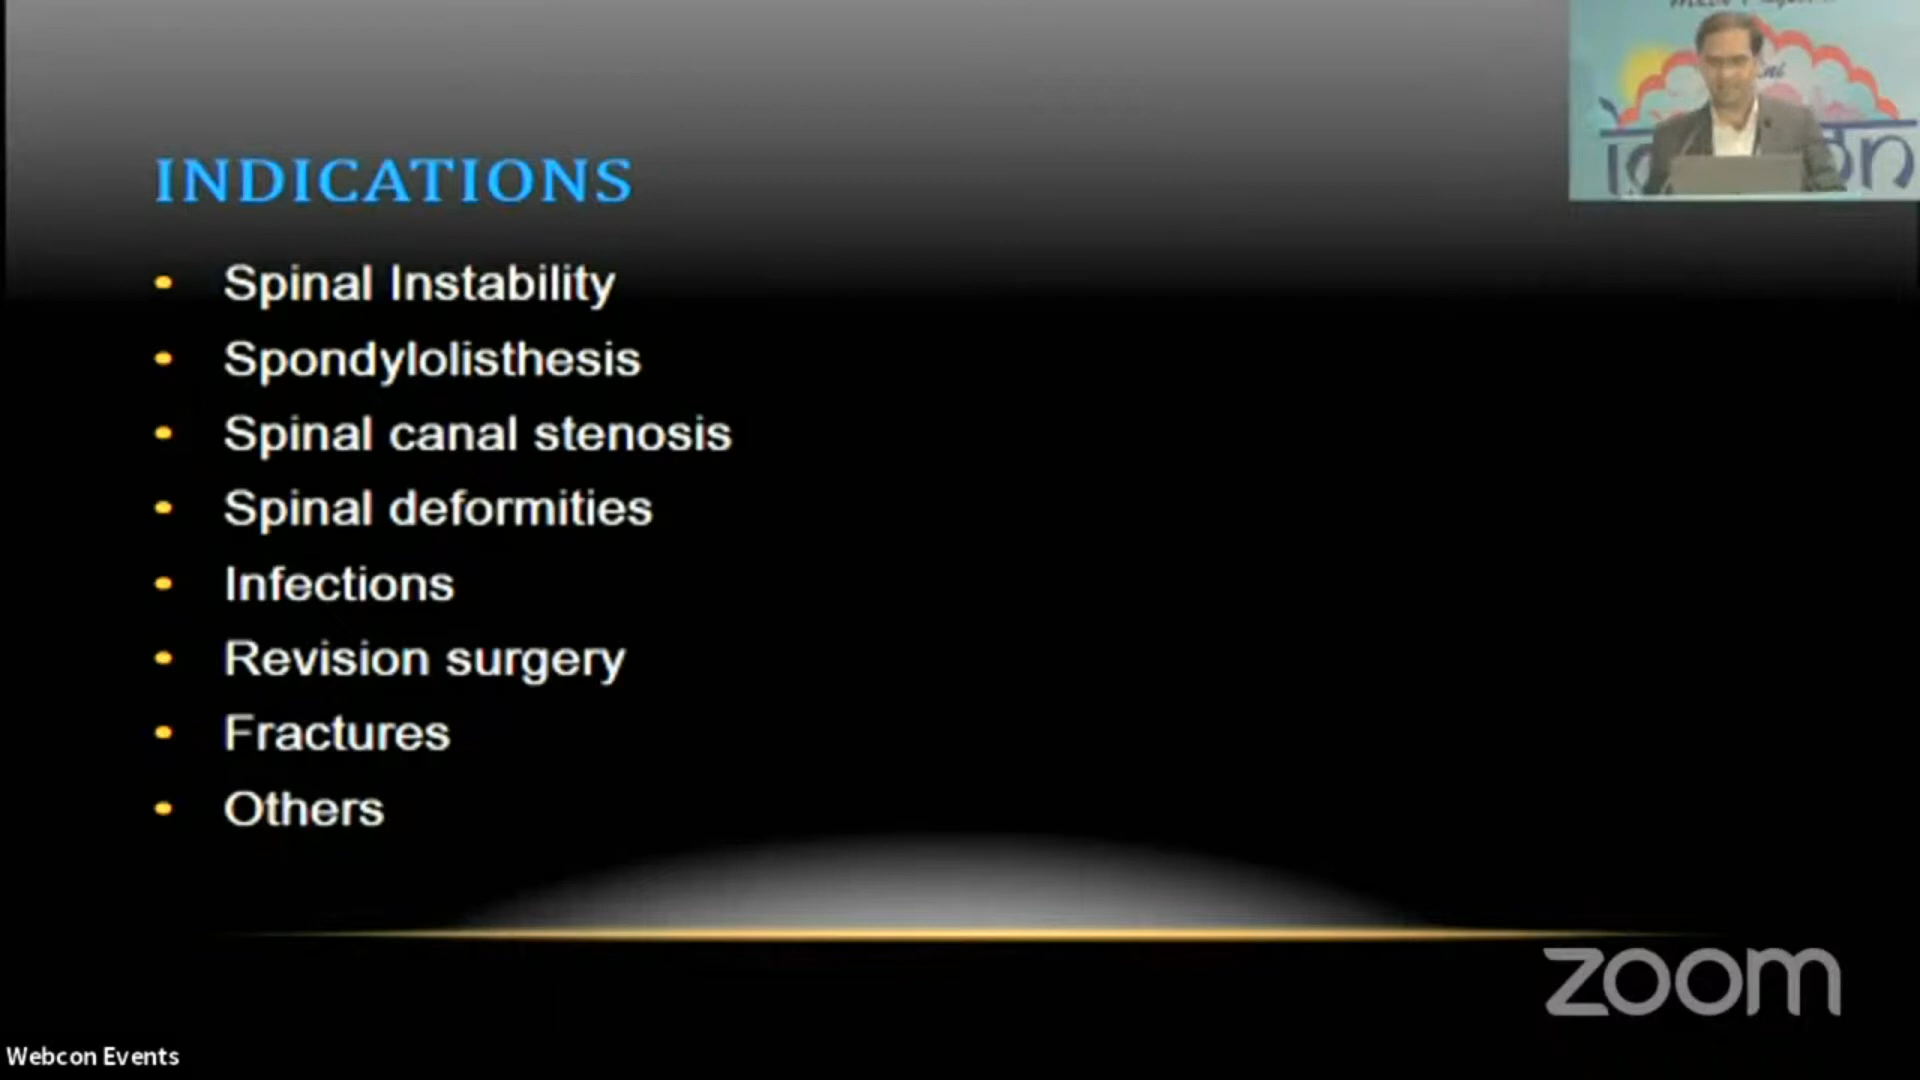 INDICATIONS
• Spinal Instability
• Spondylolisthesis
• Spinal canal stenosis
• Spinal deformities
• Infections
• Revision surgery
• Fractures
• Others
zoom
Webcon Events